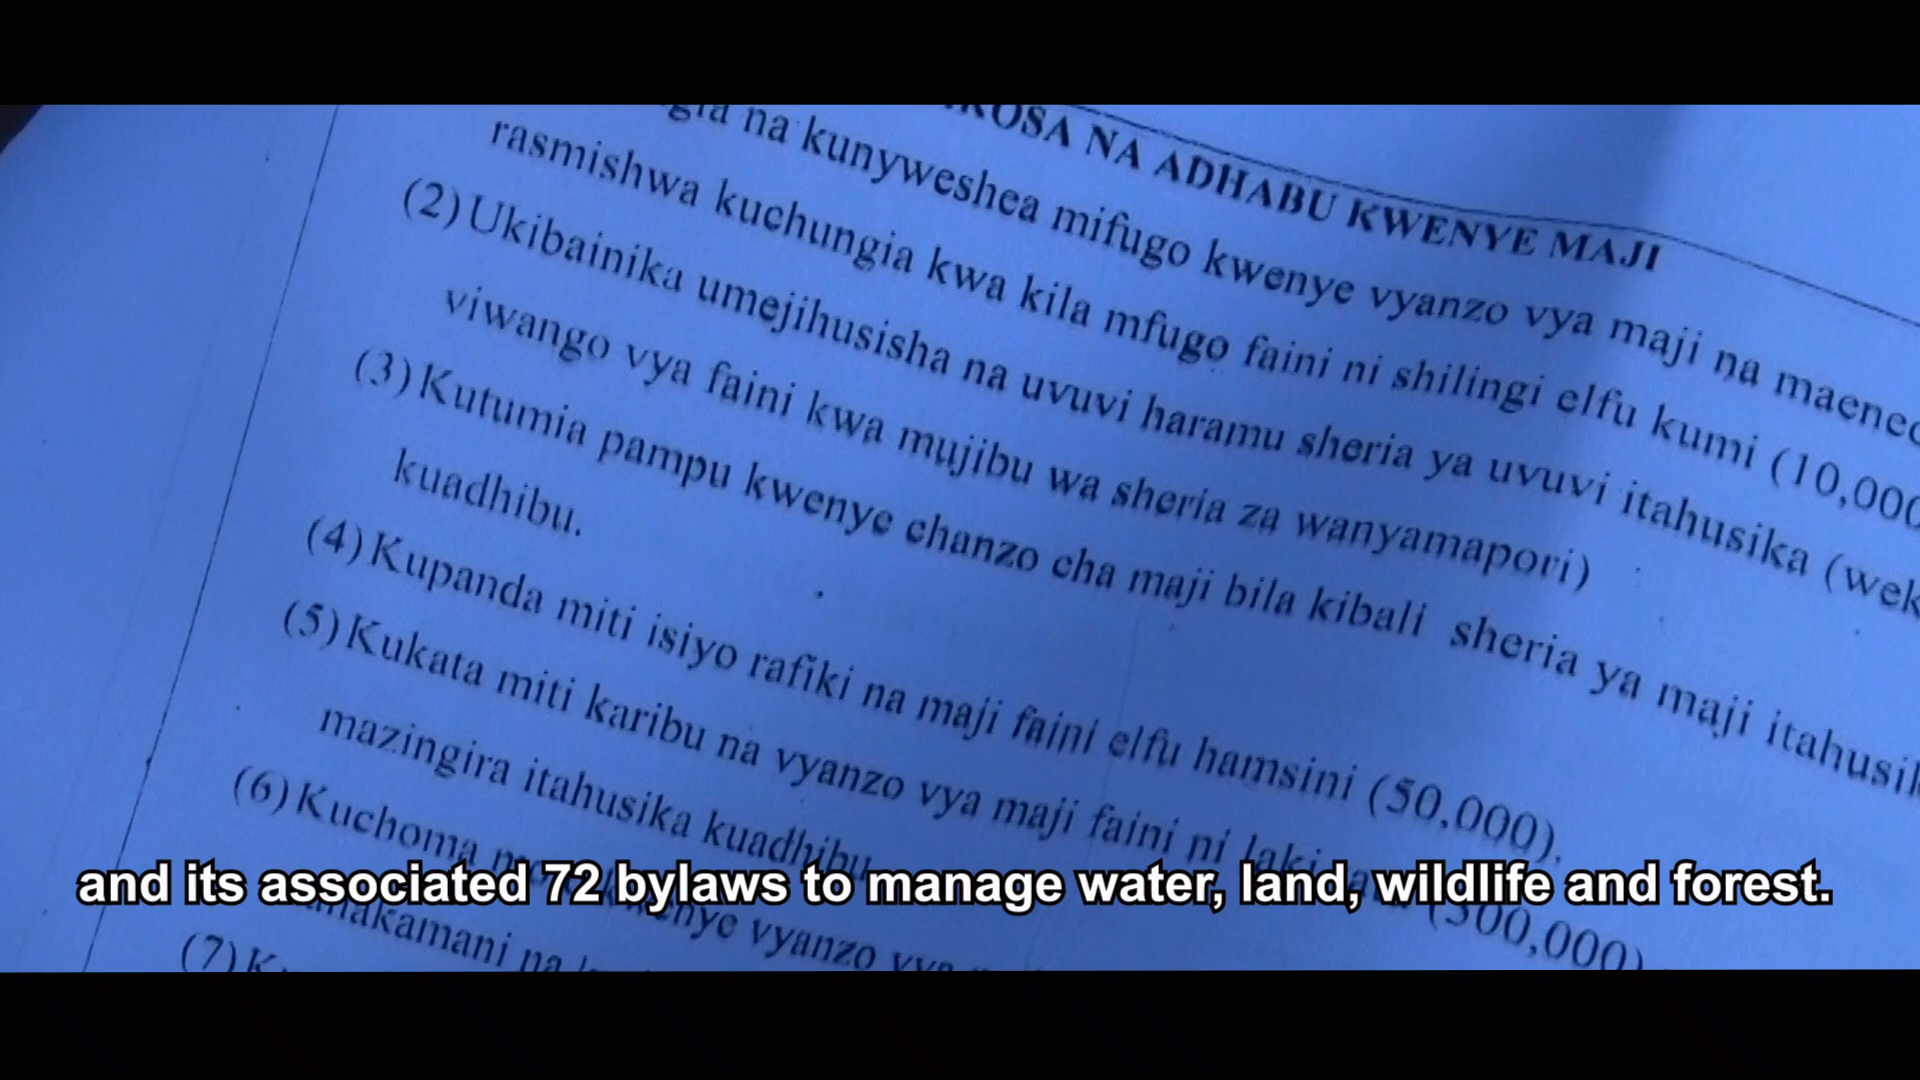 NA ADHABU KWENYE MAJI
na kunyweshea mifugo kwenye vyanzo vya maji na
rasmishwa kuchungia kwa kila mfugo faini ni shilingi elfu kumi (10,000
(2) Ukibainika umejihusisha na uvuvi haramu sheria ya uvuvi itahusika
viwango vya faini kwa mujibu wa sheria za wanyamapori)
(3) Kutumia pampu kwenye chanzo cha maji bila kibali sheria ya maji
kuadhibu.
(4) Kupanda miti isiyo rafiki na maji faini elfu hamsini (50,000).
(5) Kukata miti karibu na vyanzo vya maji faini ni laki (300,000)
mazingira itahusika kuadhibu
(6) Kuchoma vyanzo
na
(7)
and its associated 72 bylaws to manage water, land, wildlife and forest.